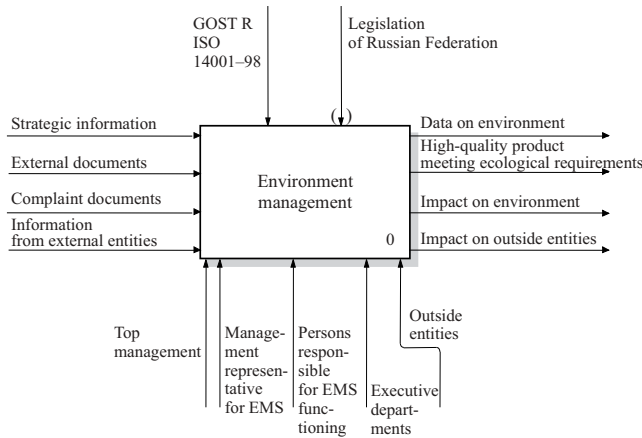 GOST R
ISO
14001–98
Legislation
of Russian Federation
Strategic information
External documents
Complaint documents
Information
from external entities
Environment
management
0
Data on environment
High-quality product
meeting ecological requirements
Impact on environment
Impact on outside entities
Top
management
Manage-
ment
represen-
tative
for EMS
Persons
respon-
sible
for EMS
func-
tioning
Executive
depart-
ments
Outside
entities